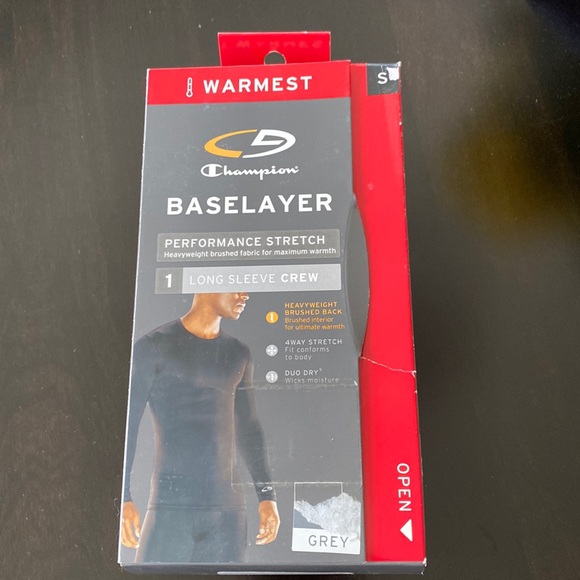 WARMEST
S
Champion
BASELAYER
PERFORMANCE STRETCH
Heavyweight brushed fabric for maximum warmth
1 LONG SLEEVE CREW
HEAVYWEIGHT
BRUSHED BACK
Brushed interior
for ultimate warmth
4WAY STRETCH
Fit conforms
to body
DUO DRY
Wicks moisture
GREY
OPEN